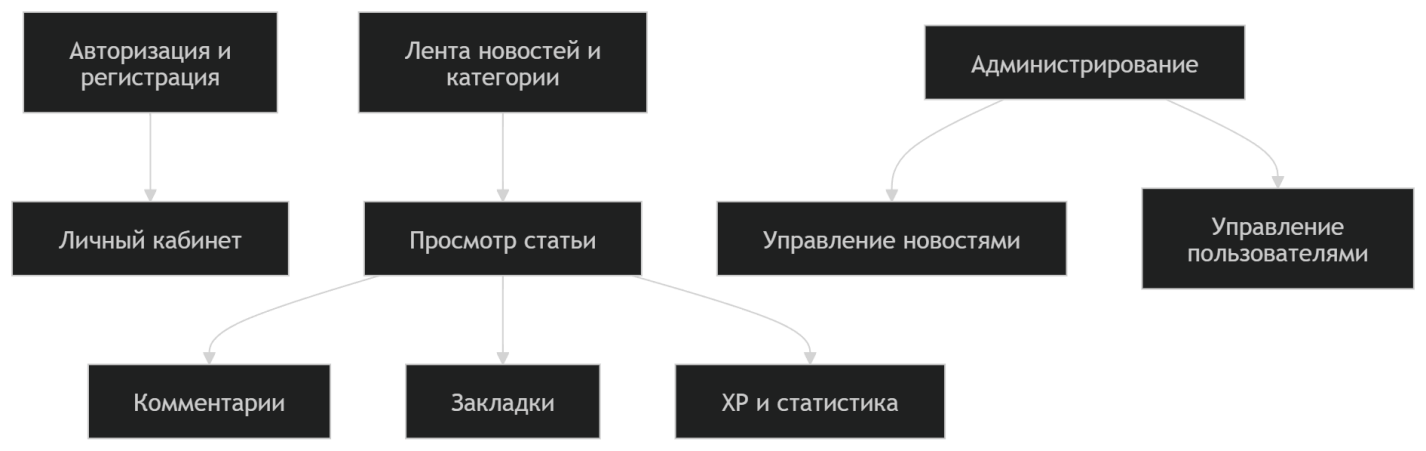 Авторизация и
регистрация
Лента новостей и
категории
Администрирование
Личный кабинет
Просмотр статьи
Управление новостями
Управление
пользователями
Комментарии
Закладки
XP и статистика